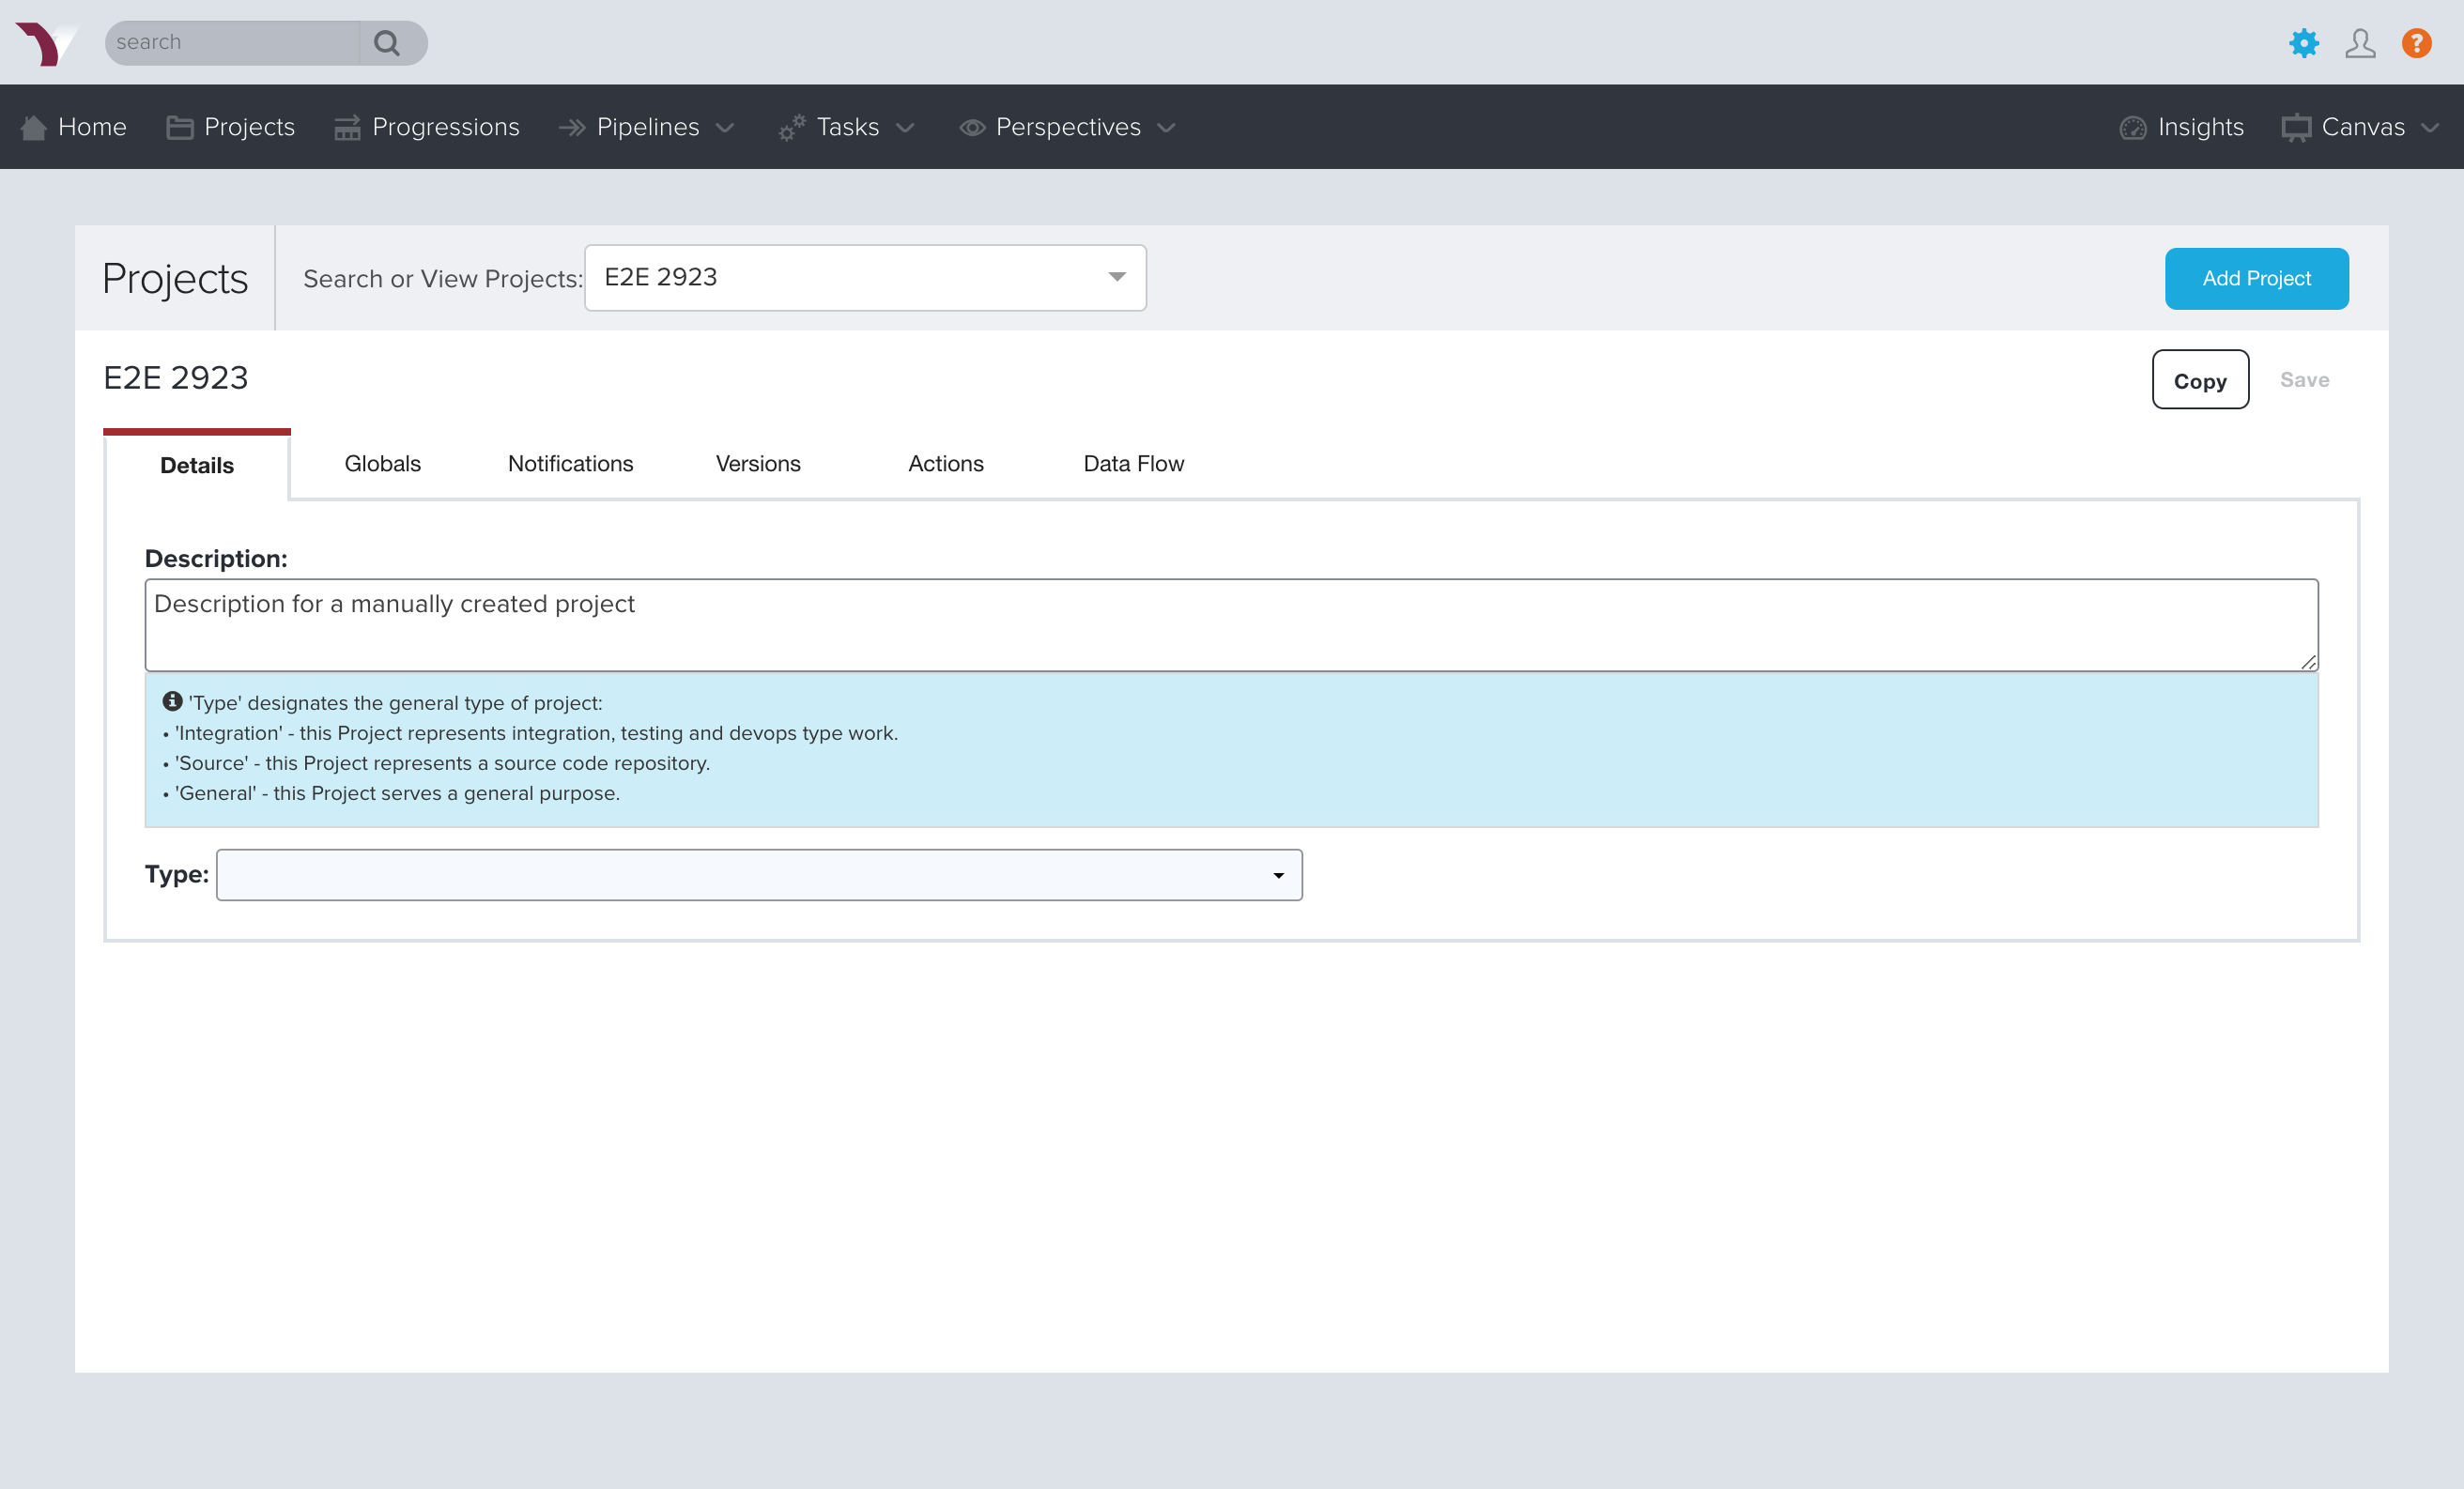 search
?
Home Projects Progressions Pipelines Tasks Perspectives Insights Canvas
Projects Search or View Projects: E2E 2923 Add Project
E2E 2923 Copy Save
Details Globals Notifications Versions Actions Data Flow
Description:
Description for a manually created project
'Type' designates the general type of project:
• 'Integration' - this Project represents integration, testing and devops type work.
• 'Source' - this Project represents a source code repository.
• 'General' - this Project serves a general purpose.
Type: